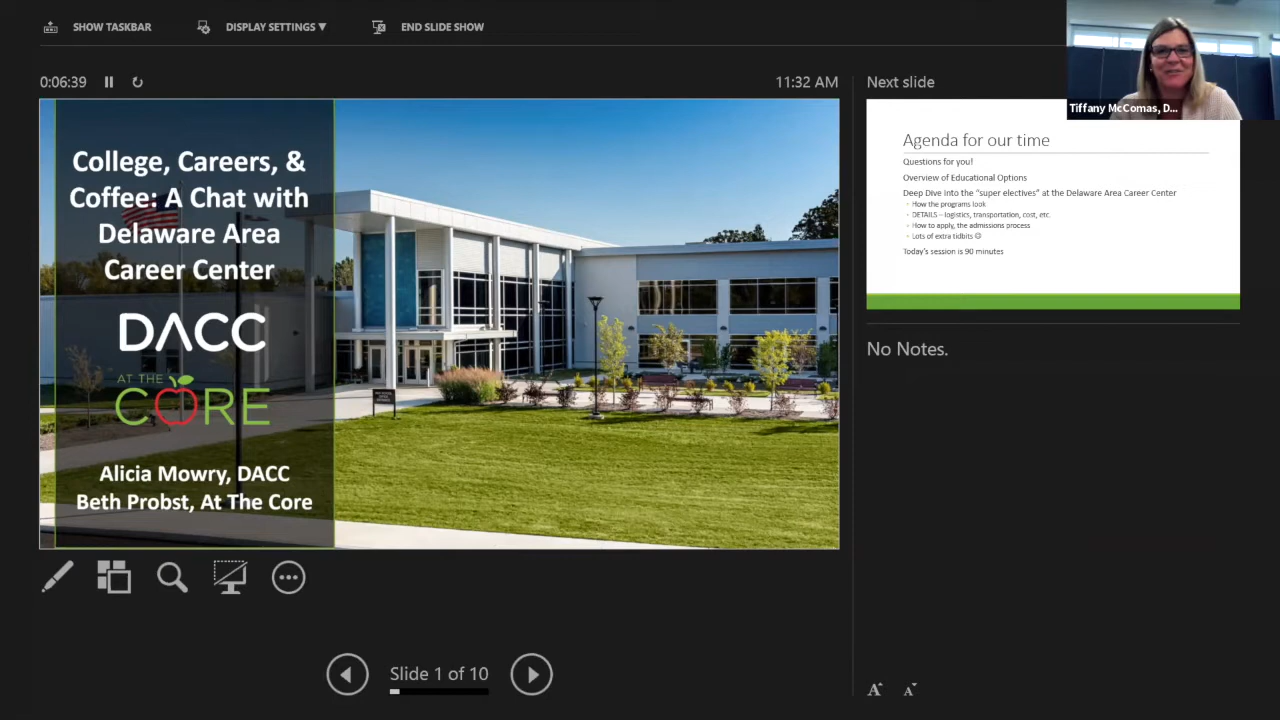 SHOW TASKBAR
DISPLAY SETTINGS ▼
END SLIDE SHOW
0:06:39
11:32 AM
College, Careers, &
Coffee: A Chat with
Delaware Area
Career Center
DACC
AT THE
CORE
Alicia Mowry, DACC
Beth Probst, At The Core
Slide 1 of 10
Next slide
Tiffany McComas, D...
Agenda for our time
Questions for you!
Overview of Educational Options
Deep Dive into the "super electives" at the Delaware Area Career Center
How the programs look
DETAILS – logistics, transportation, cost, etc.
How to apply, the admissions process
Lots of extra tidbits ☺
Today's session is 90 minutes
No Notes.
A A